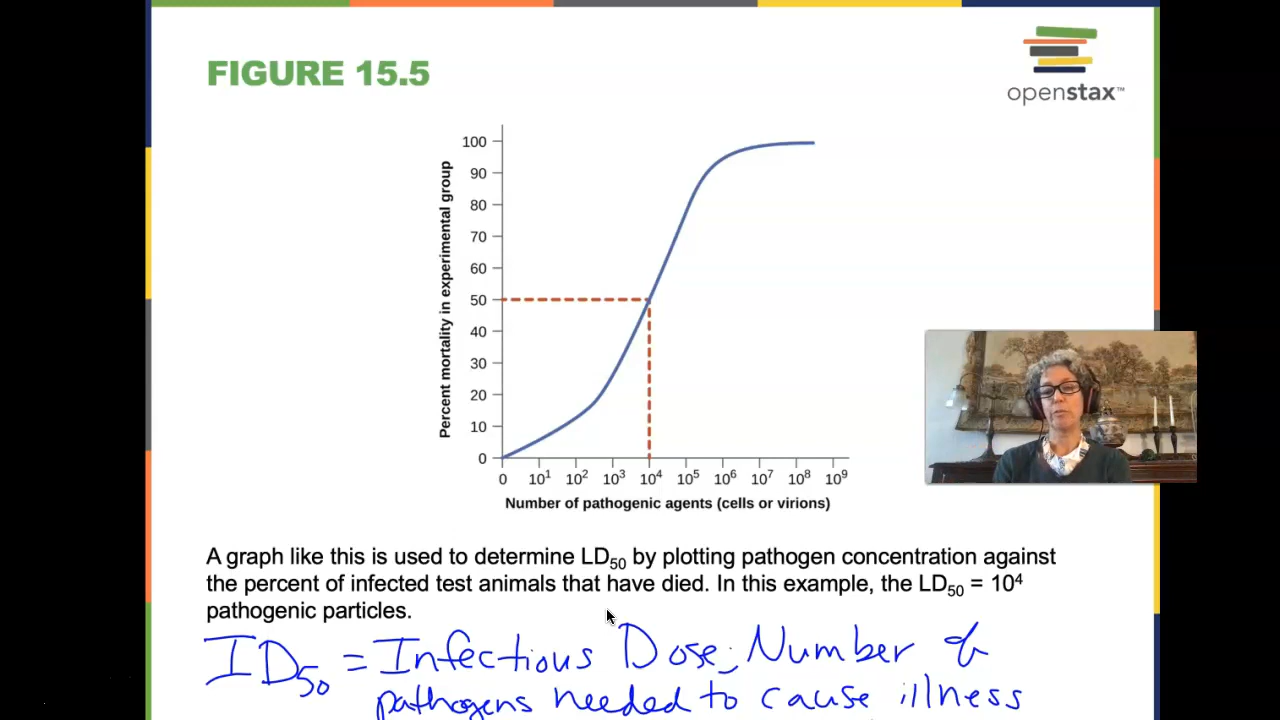 FIGURE 15.5
openstax™
Percent mortality in experimental group
100
90
80
70
60
50
40
30
20
10
0
0 10¹ 10² 10³ 10⁴ 10⁵ 10⁶ 10⁷ 10⁸ 10⁹
Number of pathogenic agents (cells or virions)
A graph like this is used to determine LD₅₀ by plotting pathogen concentration against
the percent of infected test animals that have died. In this example, the LD₅₀ = 10⁴
pathogenic particles.
ID₅₀ = Infectious Dose; Number of
pathogens needed to cause illness